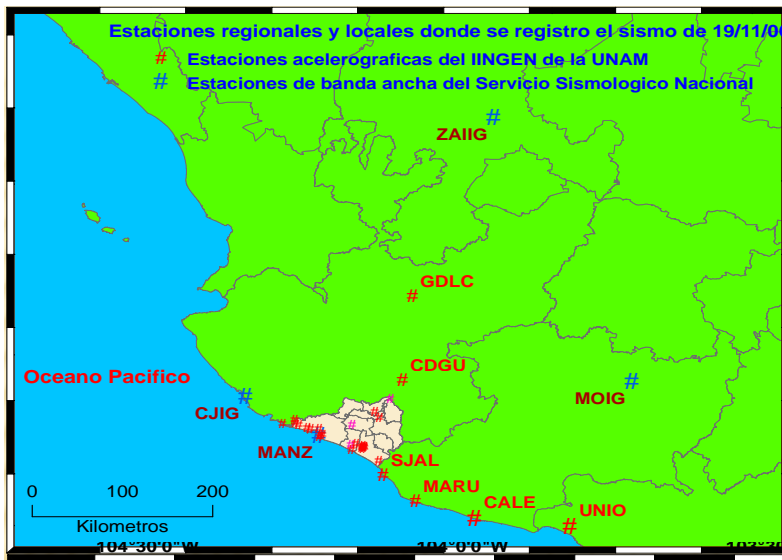 Estaciones regionales y locales donde se registro el sismo de 19/11/00
# Estaciones acelerograficas del IINGEN de la UNAM
# Estaciones de banda ancha del Servicio Sismologico Nacional
ZAIIG
GDLC
CDGU
Oceano Pacifico
MOIG
CJIG
MANZ
SJAL
MARU
CALE
UNIO
0 100 200
Kilometros
104°30'0"W 104°0'0"W